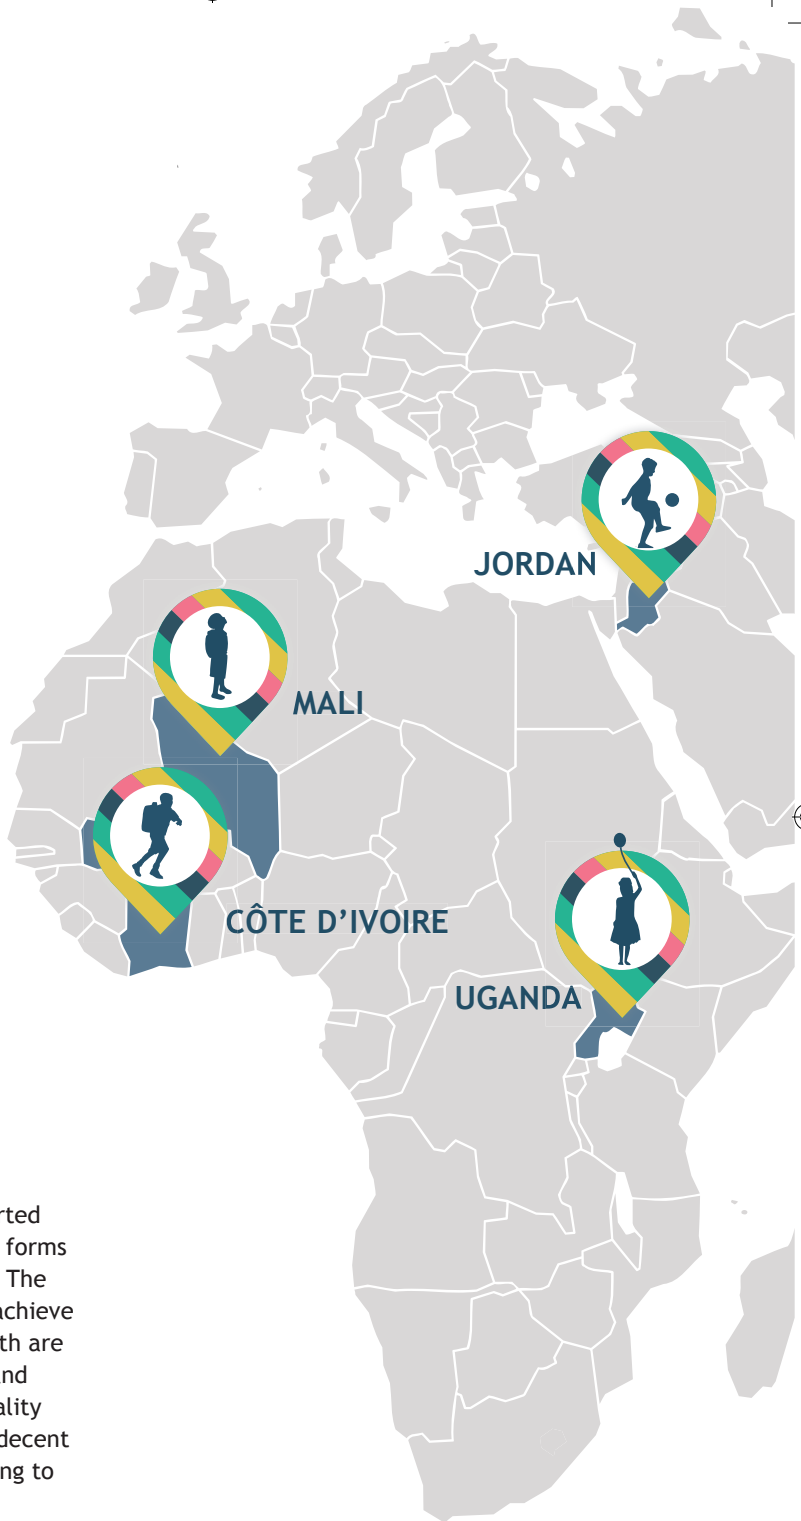 JORDAN
MALI
CÔTE D’IVOIRE
UGANDA
rted
forms
The
achieve
th are
nd
ality
decent
ng to